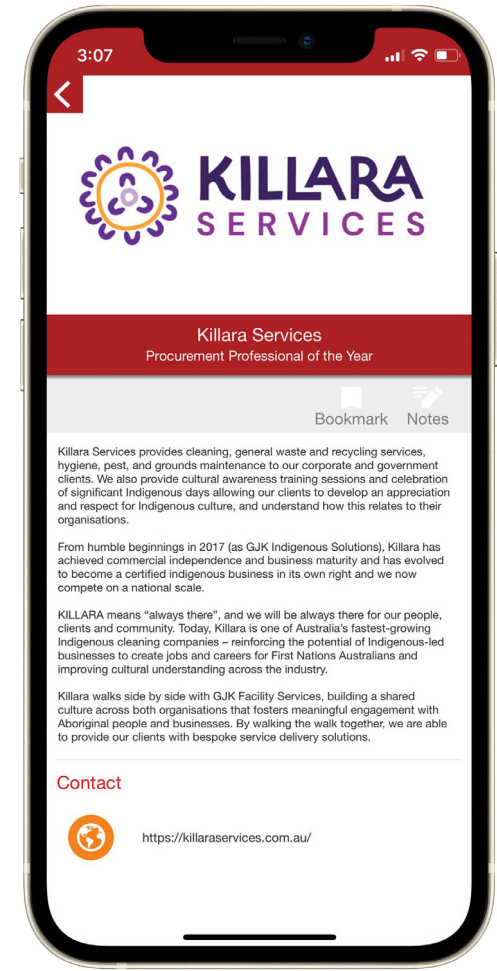 3:07
KILLARA
SERVICES
Killara Services
Procurement Professional of the Year
Bookmark Notes
Killara Services provides cleaning, general waste and recycling services,
hygiene, pest, and grounds maintenance to our corporate and government
clients. We also provide cultural awareness training sessions and celebration
of significant Indigenous days allowing our clients to develop an appreciation
and respect for Indigenous culture, and understand how this relates to their
organisations.
From humble beginnings in 2017 (as GJK Indigenous Solutions), Killara has
achieved commercial independence and business maturity and has evolved
to become a certified indigenous business in its own right and we now
compete on a national scale.
KILLARA means “always there”, and we will be always there for our people,
clients and community. Today, Killara is one of Australia’s fastest-growing
Indigenous cleaning companies – reinforcing the potential of Indigenous-led
businesses to create jobs and careers for First Nations Australians and
improving cultural understanding across the industry.
Killara walks side by side with GJK Facility Services, building a shared
culture across both organisations that fosters meaningful engagement with
Aboriginal people and businesses. By walking the walk together, we are able
to provide our clients with bespoke service delivery solutions.
Contact
https://killaraservices.com.au/